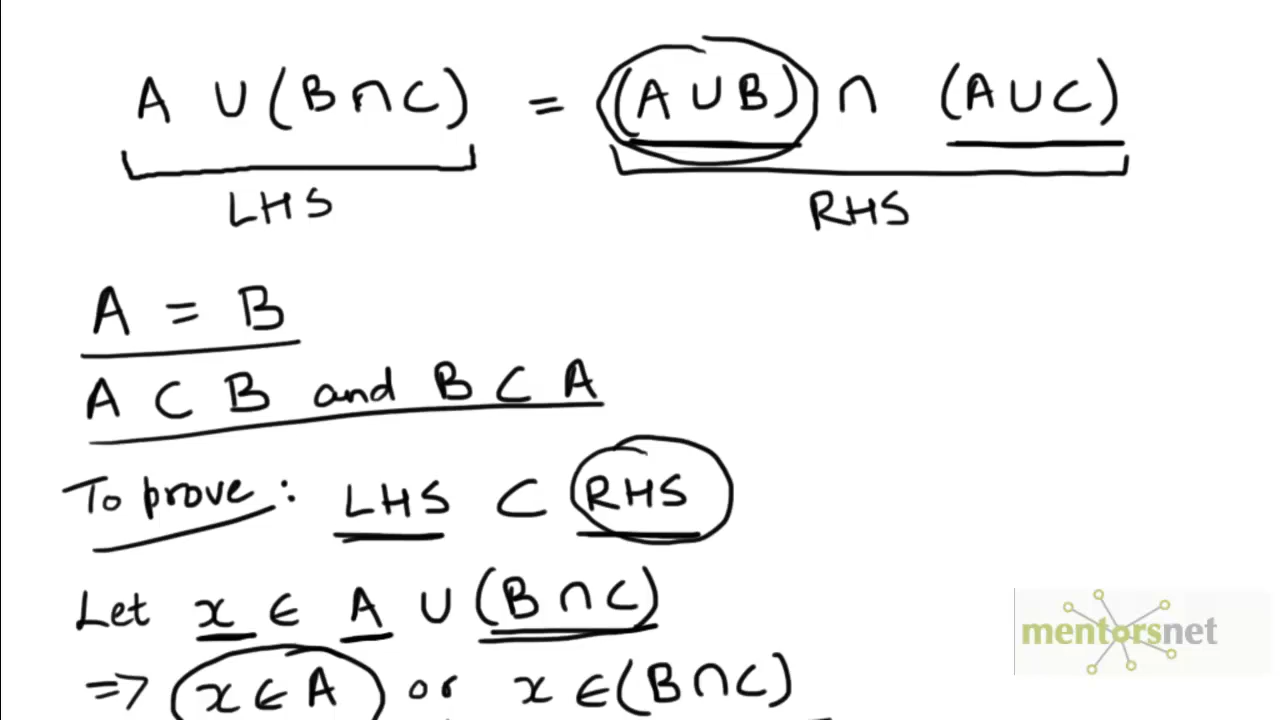 A ∪ (B ∩ C) = (A ∪ B) ∩ (A ∪ C)
LHS RHS
A = B
A ⊂ B and B ⊂ A
To prove : LHS ⊂ RHS
Let x ∈ A ∪ (B ∩ C)
=> x ∈ A or x ∈ (B ∩ C)
mentorsnet